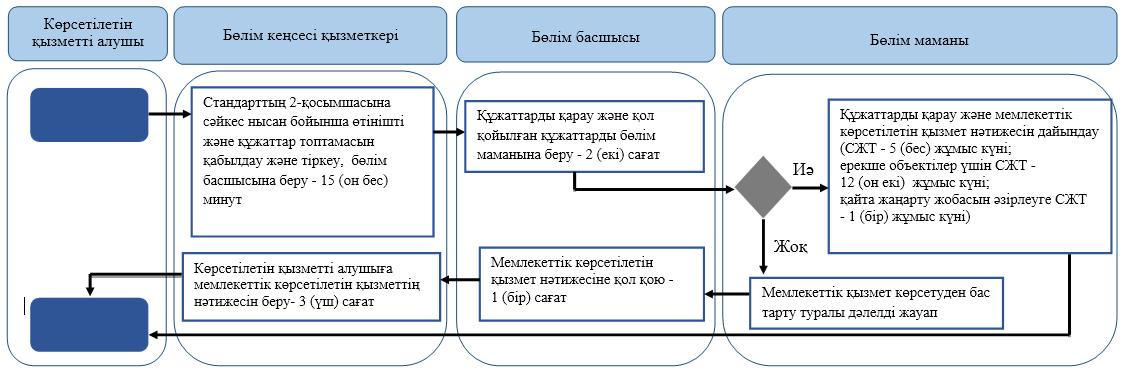 Көрсетілетін
қызметті алушы
Бөлім кеңсесі қызметкері
Бөлім басшысы
Бөлім маманы
Стандарттың 2-қосымшасына
сәйкес нысан бойынша өтінішті
және құжаттар топтамасын
қабылдау және тіркеу, бөлім
басшысына беру - 15 (он бес)
минут
Құжаттарды қарау және қол
қойылған құжаттарды бөлім
маманына беру - 2 (екі) сағат
Иә
Құжаттарды қарау және мемлекеттік
көрсетілетін қызмет нәтижесін дайындау
(СЖТ - 5 (бес) жұмыс күні;
ерекше объектілер үшін СЖТ -
12 (он екі) жұмыс күні;
қайта жаңарту жобасын әзірлеуге СЖТ
- 1 (бір) жұмыс күні)
Жоқ
Көрсетілетін қызметті алушыға
мемлекеттік көрсетілетін қызметтің
нәтижесін беру- 3 (үш) сағат
Мемлекеттік көрсетілетін
қызмет нәтижесіне қол қою -
1 (бір) сағат
Мемлекеттік қызмет көрсетуден бас
тарту туралы дәлелді жауап